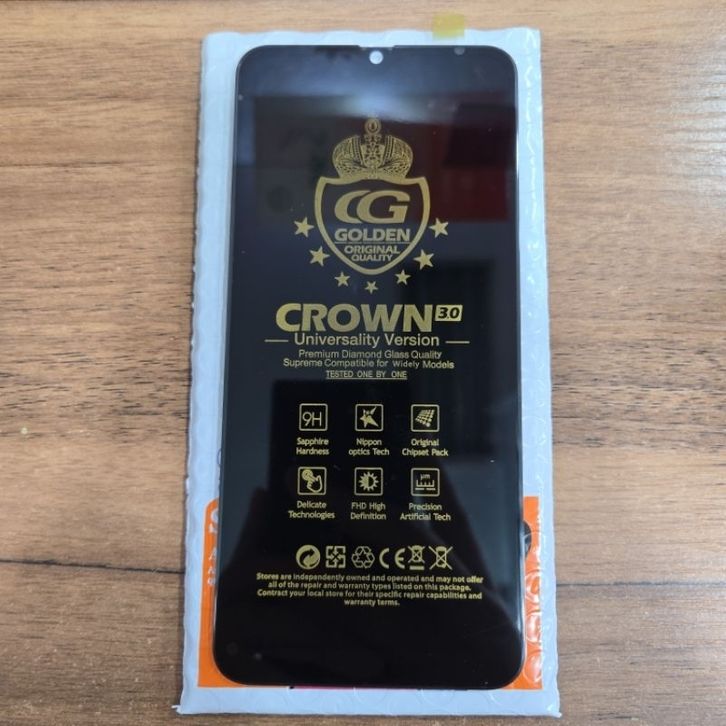 CG
GOLDEN
ORIGINAL
QUALITY
CROWN 3.0
Universality Version
Premium Diamond Glass Quality
Supreme Compatible for Widely Models
TESTED ONE BY ONE
9H
Sapphire
Hardness
Nippon
optics Tech
Original
Chipset Pack
Delicate
Technologies
FHD High
Definition
μm
Precision
Artificial Tech
CE
Stores are independently owned and operated and may not offer
all of the repair and warranty types listed on this material.
Contract your local store for their specific repair capabilities and
warranty terms.